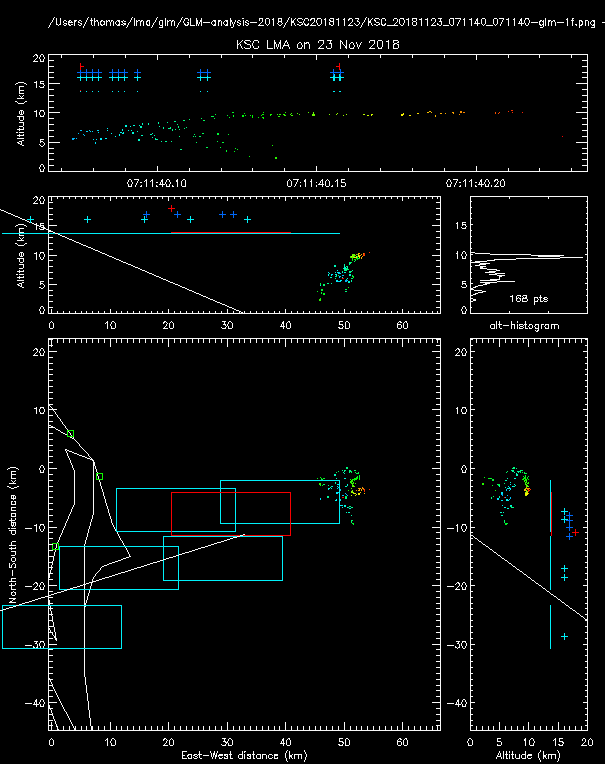 /Users/thomas/lma/glm/GLM-analysis-2018/KSC20181123/KSC_20181123_071140_071140-glm-1f.png -
KSC LMA on 23 Nov 2018
Altitude (km)
20
15
10
5
0
07:11:40.10 07:11:40.15 07:11:40.20
Altitude (km)
20
15
10
5
0
0 10 20 30 40 50 60
20
15
10
5
0
168 pts
alt-histogram
North-South distance (km)
20
10
0
-10
-20
-30
-40
0 10 20 30 40 50 60
East-West distance (km)
20
10
0
-10
-20
-30
-40
0 5 10 15 20
Altitude (km)